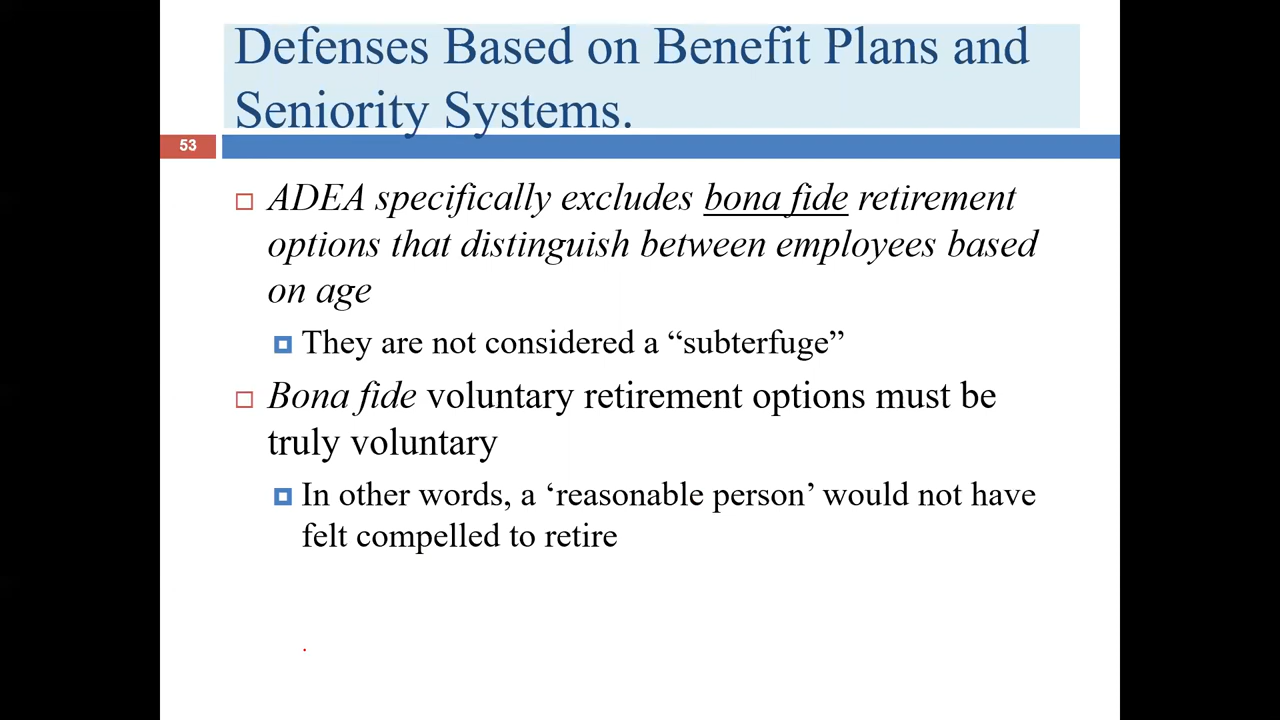 Defenses Based on Benefit Plans and
Seniority Systems.
53
ADEA specifically excludes bona fide retirement
options that distinguish between employees based
on age
They are not considered a “subterfuge”
Bona fide voluntary retirement options must be
truly voluntary
In other words, a ‘reasonable person’ would not have
felt compelled to retire